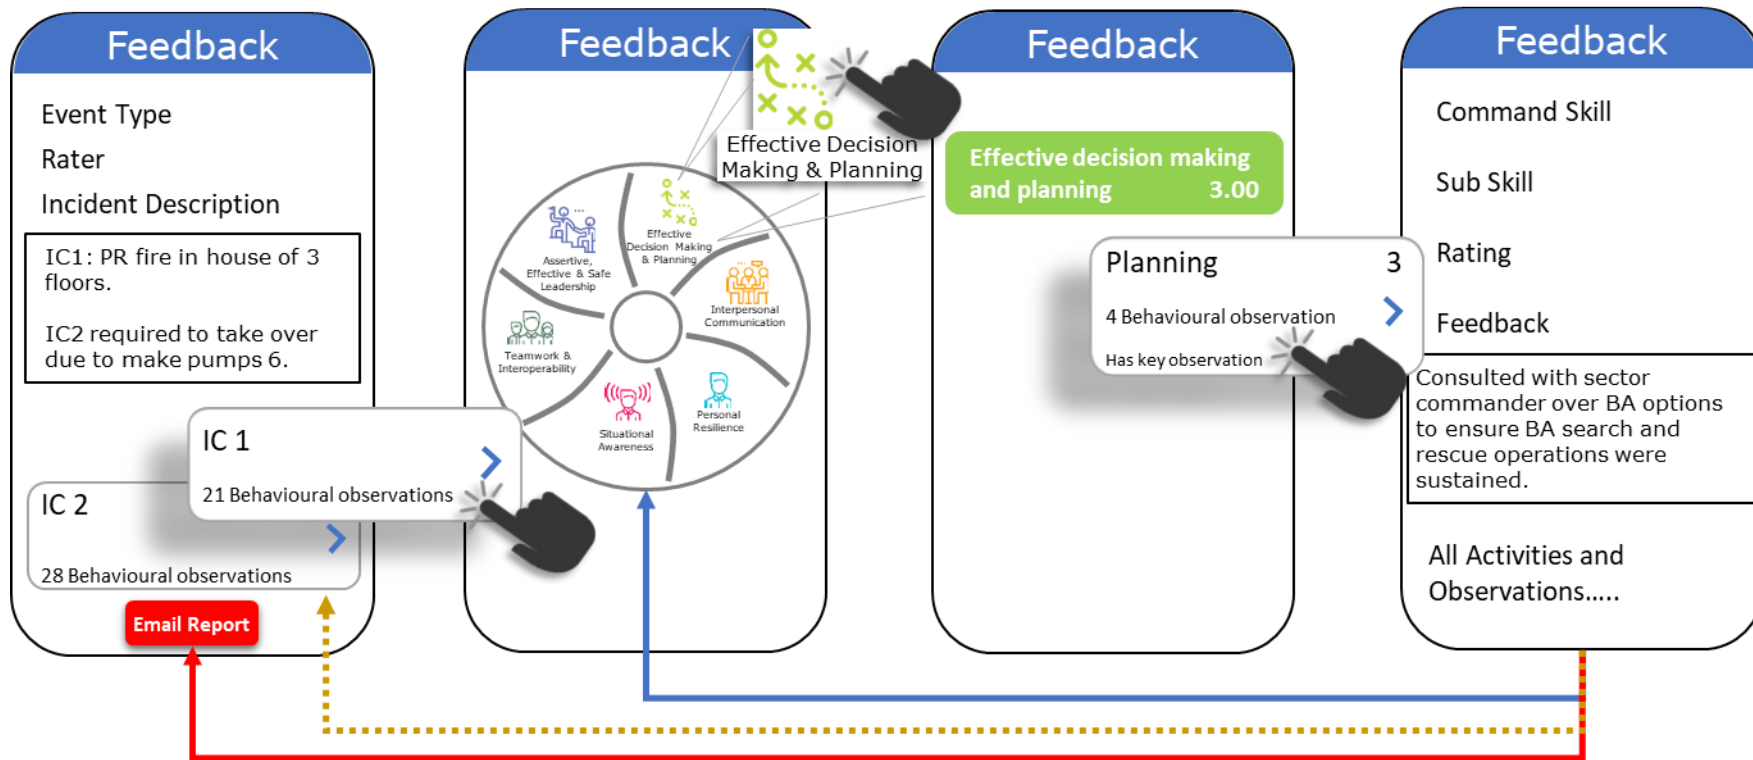 Feedback
Event Type
Rater
Incident Description
IC1: PR fire in house of 3
floors.
IC2 required to take over
due to make pumps 6.
IC 1
21 Behavioural observations
IC 2
28 Behavioural observations
Email Report
Feedback
Effective Decision
Making & Planning
Effective
Decision Making
& Planning
Assertive,
Effective & Safe
Leadership
Interpersonal
Communication
Teamwork &
Interoperability
Personal
Resilience
Situational
Awareness
Feedback
Effective decision making
and planning 3.00
Planning 3
4 Behavioural observation
Has key observation
Feedback
Command Skill
Sub Skill
Rating
Feedback
Consulted with sector
commander over BA options
to ensure BA search and
rescue operations were
sustained.
All Activities and
Observations.....